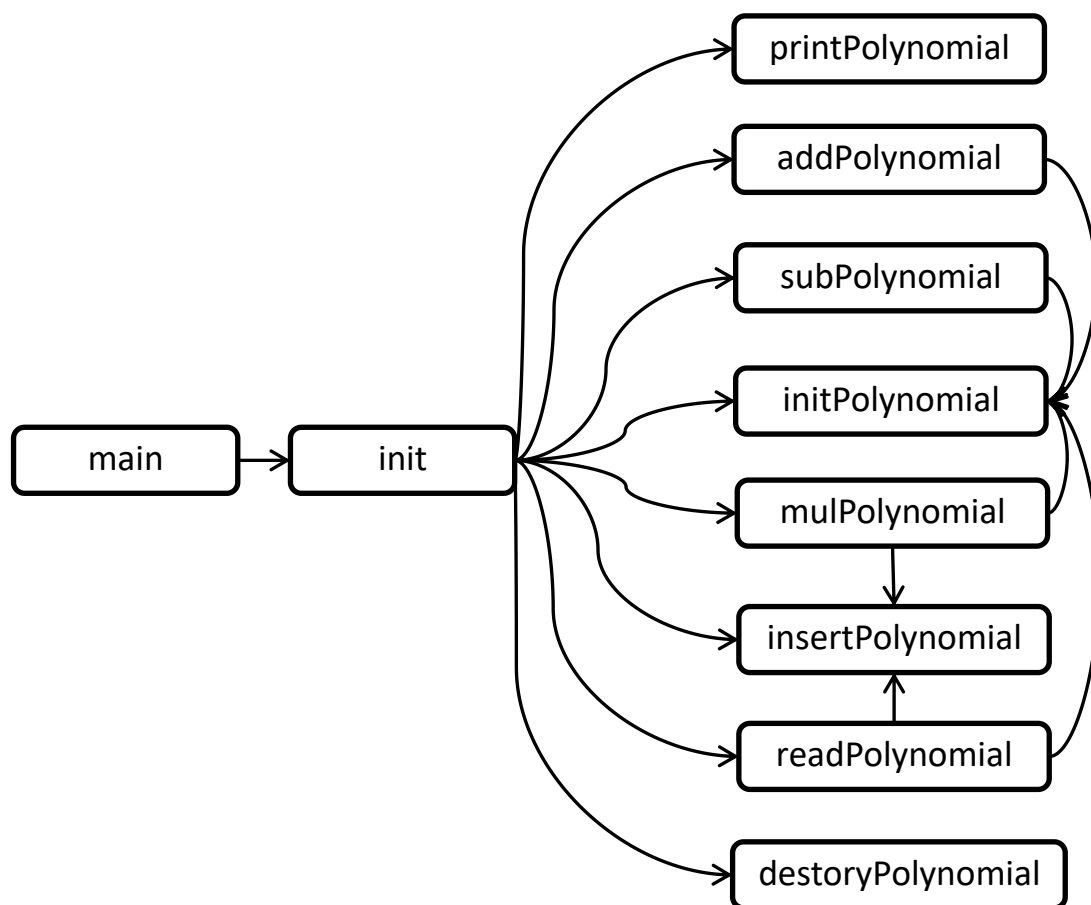 printPolynomial
addPolynomial
subPolynomial
initPolynomial
main
init
mulPolynomial
insertPolynomial
readPolynomial
destoryPolynomial